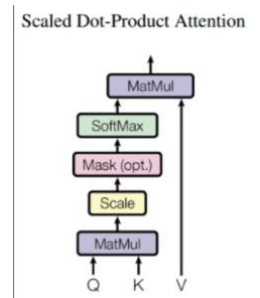 Scaled Dot-Product Attention
MatMul
SoftMax
Mask (opt.)
Scale
MatMul
Q K V